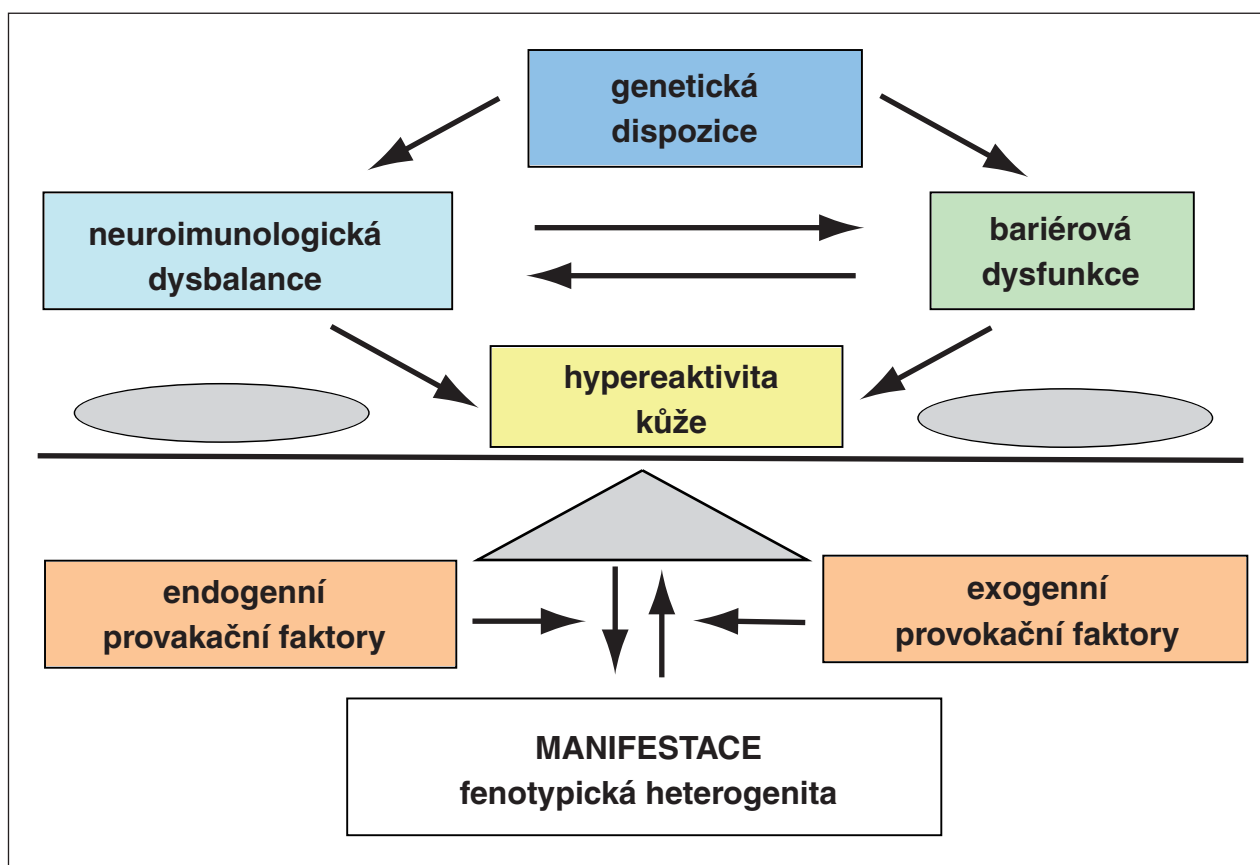 genetická
dispozice
neuroimunologická
dysbalance
bariérová
dysfunkce
hypereaktivita
kůže
endogenní
provakační faktory
exogenní
provokační faktory
MANIFESTACE
fenotypická heterogenita